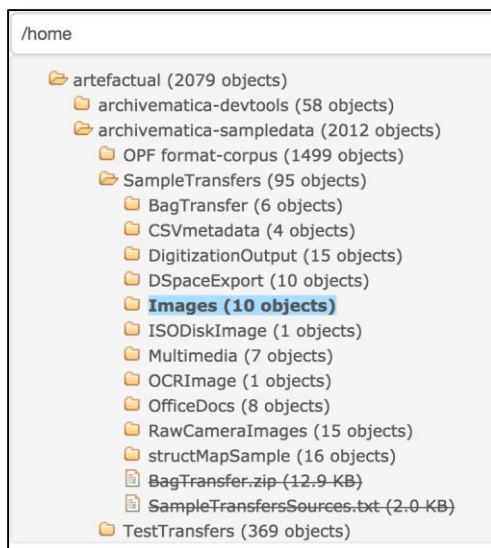 /home
artefactual (2079 objects)
archivematica-devtools (58 objects)
archivematica-sampledata (2012 objects)
OPF format-corpus (1499 objects)
SampleTransfers (95 objects)
BagTransfer (6 objects)
CSVmetadata (4 objects)
DigitizationOutput (15 objects)
DSpaceExport (10 objects)
Images (10 objects)
ISODiskImage (1 objects)
Multimedia (7 objects)
OCRImage (1 objects)
OfficeDocs (8 objects)
RawCameraImages (15 objects)
structMapSample (16 objects)
BagTransfer.zip (12.9 KB)
SampleTransfersSources.txt (2.0 KB)
TestTransfers (369 objects)